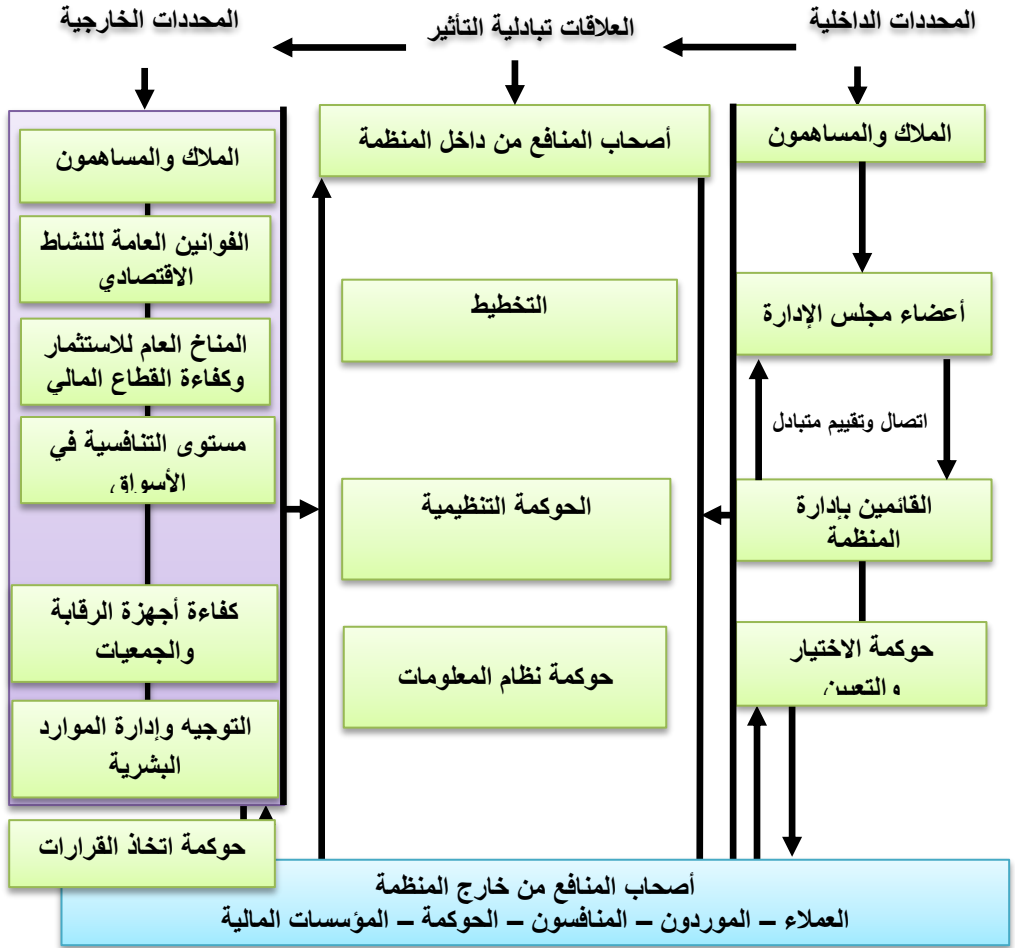 المحددات الداخلية
العلاقات تبادلية التأثير
المحددات الخارجية
الملاك والمساهمون
أعضاء مجلس الإدارة
اتصال وتقييم متبادل
القائمين بإدارة
المنظمة
حوكمة الاختيار
والتعيين
أصحاب المنافع من داخل المنظمة
التخطيط
الحوكمة التنظيمية
حوكمة نظام المعلومات
الملاك والمساهمون
القوانين العامة للنشاط
الاقتصادي
المناخ العام للاستثمار
وكفاءة القطاع المالي
مستوى التنافسية في
الأسواق
كفاءة أجهزة الرقابة
والجمعيات
التوجيه وإدارة الموارد
البشرية
حوكمة اتخاذ القرارات
أصحاب المنافع من خارج المنظمة
العملاء – الموردون – المنافسون – الحوكمة – المؤسسات المالية